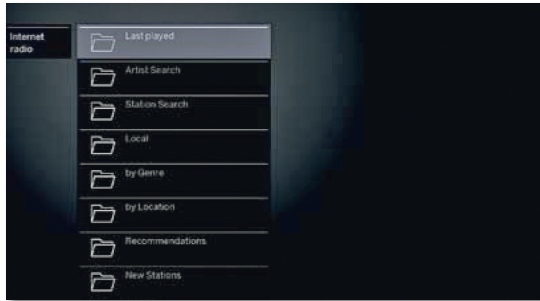 Internet
radio
Last played
Artist Search
Station Search
Local
by Genre
by Location
Recommendations
New Stations